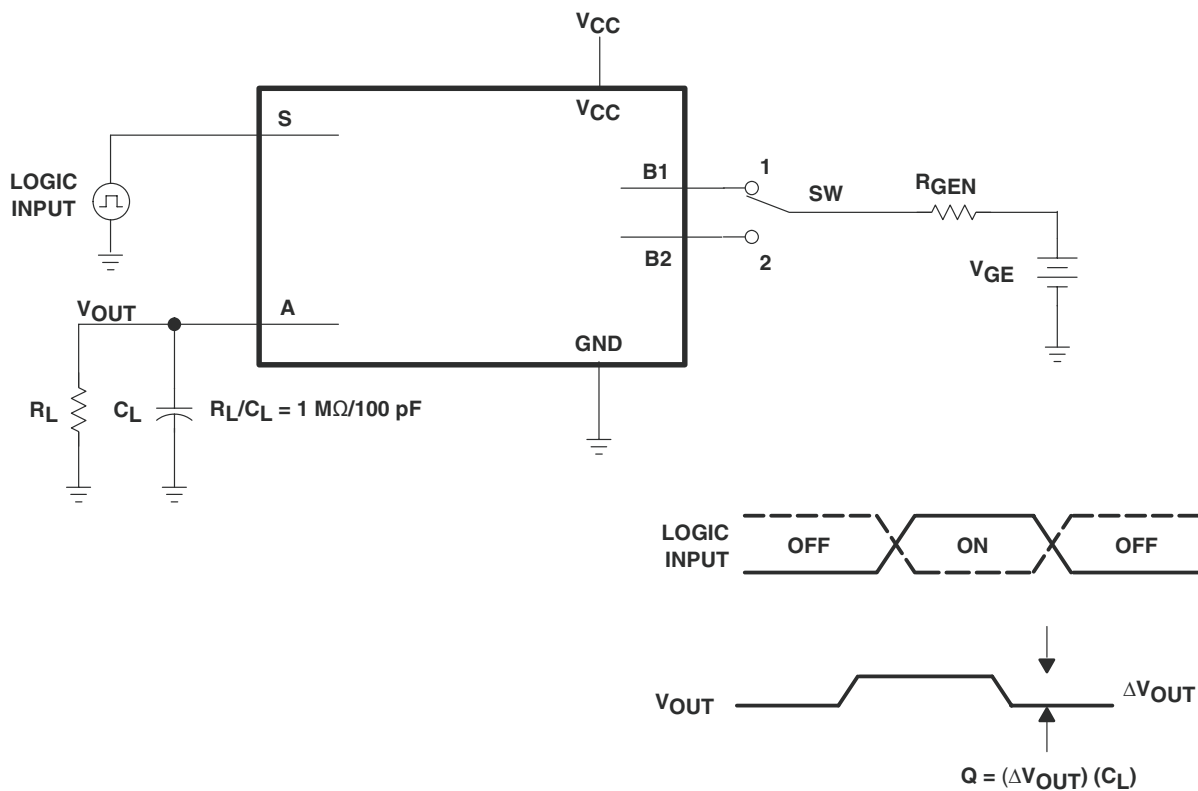 VCC
VCC
S
LOGIC
INPUT
B1
1
SW
RGEN
B2
2
VGE
VOUT
A
GND
RL
CL
RL/CL = 1 MΩ/100 pF
LOGIC
INPUT
OFF
ON
OFF
VOUT
ΔVOUT
Q = (ΔVOUT) (CL)